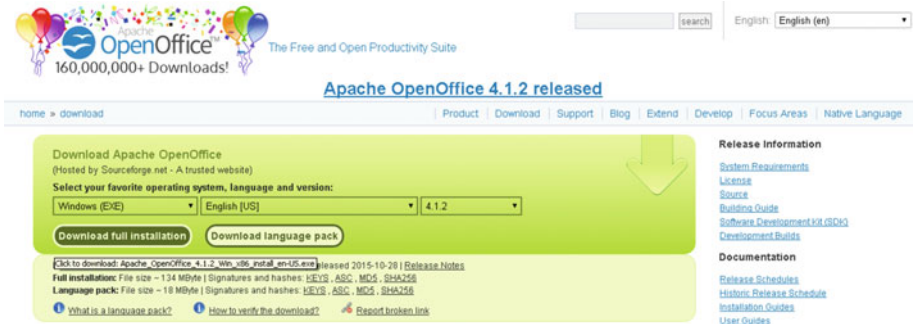 Apache
OpenOffice™
160,000,000+ Downloads!
The Free and Open Productivity Suite
search
English: English (en)
Apache OpenOffice 4.1.2 released
home » download
Product | Download | Support | Blog | Extend | Develop | Focus Areas | Native Language
Download Apache OpenOffice
(Hosted by Sourceforge.net - A trusted website)
Select your favorite operating system, language and version:
Windows (EXE) English [US] 4.1.2
Download full installation Download language pack
Click to download: Apache_OpenOffice_4.1.2_Win_x86_install_en-US.exe
released 2015-10-28 | Release Notes
Full installation: File size ~ 134 MByte | Signatures and hashes: KEYS , ASC , MD5 , SHA256
Language pack: File size ~ 18 MByte | Signatures and hashes: KEYS , ASC , MD5 , SHA256
What is a language pack? How to verify the download? Report broken link
Release Information
System Requirements
License
Source
Building Guide
Software Development Kit (SDK)
Development Builds
Documentation
Release Schedules
Historic Release Schedule
Installation Guides
User Guides